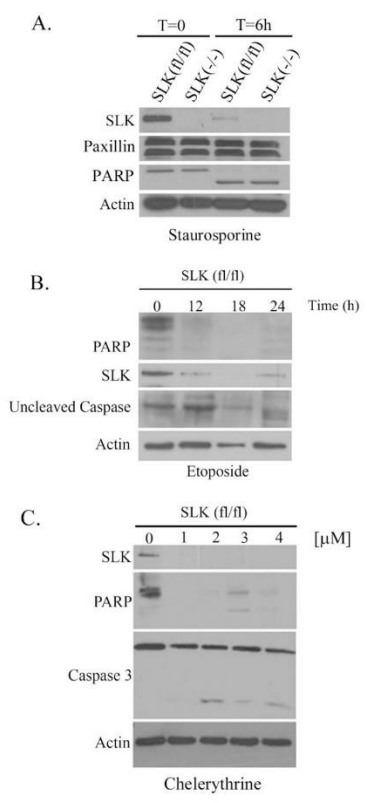 A.
T=0 T=6h
SLK(fl/fl) SLK(-/-) SLK(fl/fl) SLK(-/-)
SLK
Paxillin
PARP
Actin
Staurosporine
B.
SLK (fl/fl)
0 12 18 24 Time (h)
PARP
SLK
Uncleaved Caspase
Actin
Etoposide
C.
SLK (fl/fl)
0 1 2 3 4 [µM]
SLK
PARP
Caspase 3
Actin
Chelerythrine